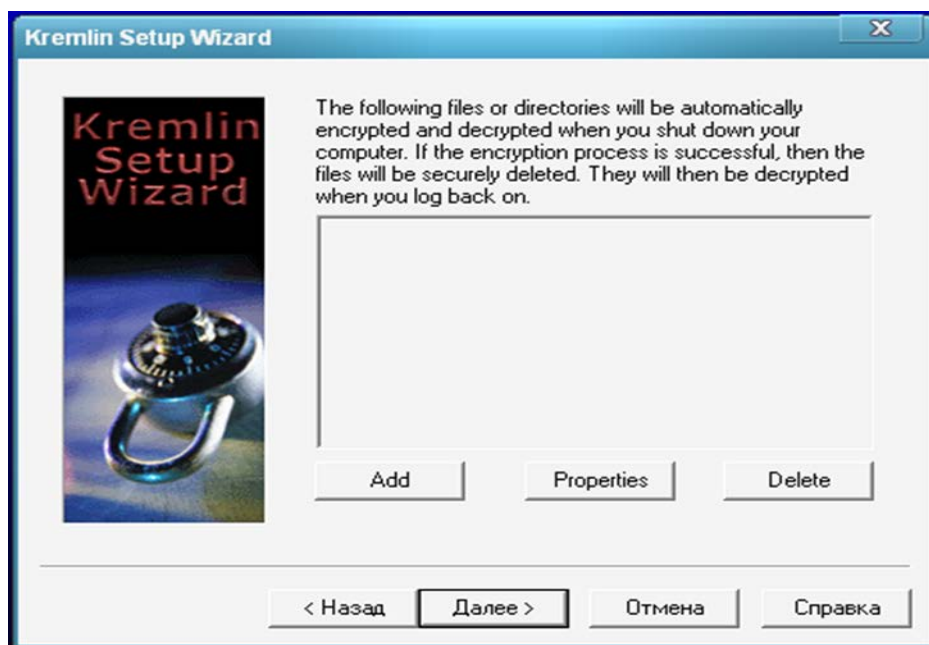 Kremlin Setup Wizard
Kremlin
Setup
Wizard
The following files or directories will be automatically
encrypted and decrypted when you shut down your
computer. If the encryption process is successful, then the
files will be securely deleted. They will then be decrypted
when you log back on.
Add Properties Delete
< Назад Далее > Отмена Справка